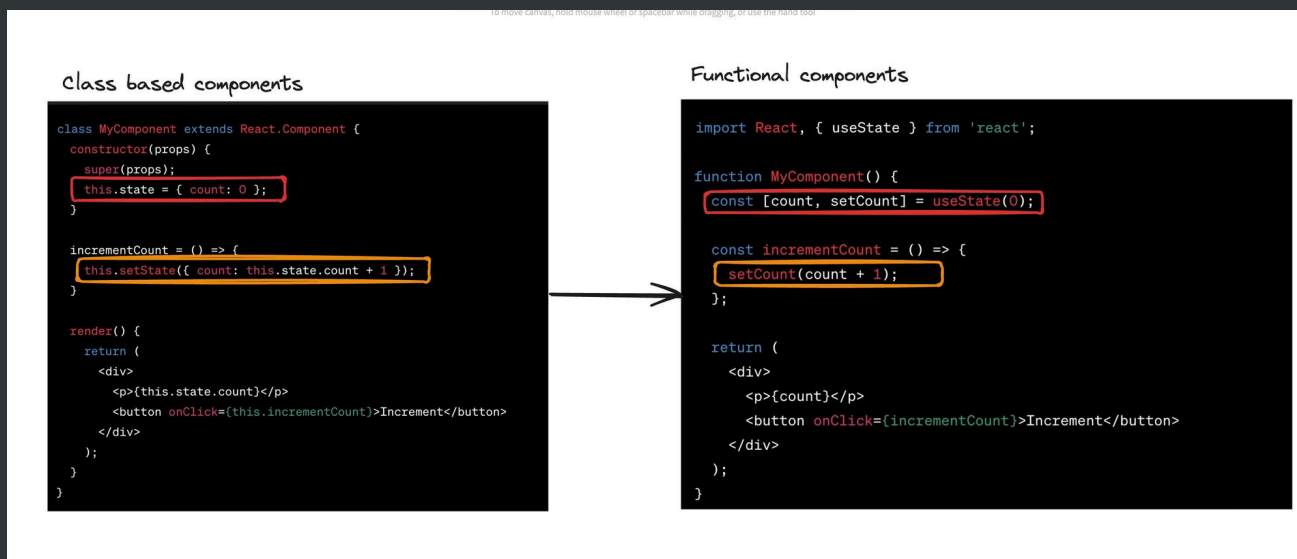 To move canvas, hold mouse wheel or spacebar while dragging, or use the hand tool
Class based components
class MyComponent extends React.Component {
constructor(props) {
super(props);
this.state = { count: 0 };
}
incrementCount = () => {
this.setState({ count: this.state.count + 1 });
}
render() {
return (
<div>
<p>{this.state.count}</p>
<button onClick={this.incrementCount}>Increment</button>
</div>
);
}
}
Functional components
import React, { useState } from 'react';
function MyComponent() {
const [count, setCount] = useState(0);
const incrementCount = () => {
setCount(count + 1);
};
return (
<div>
<p>{count}</p>
<button onClick={incrementCount}>Increment</button>
</div>
);
}